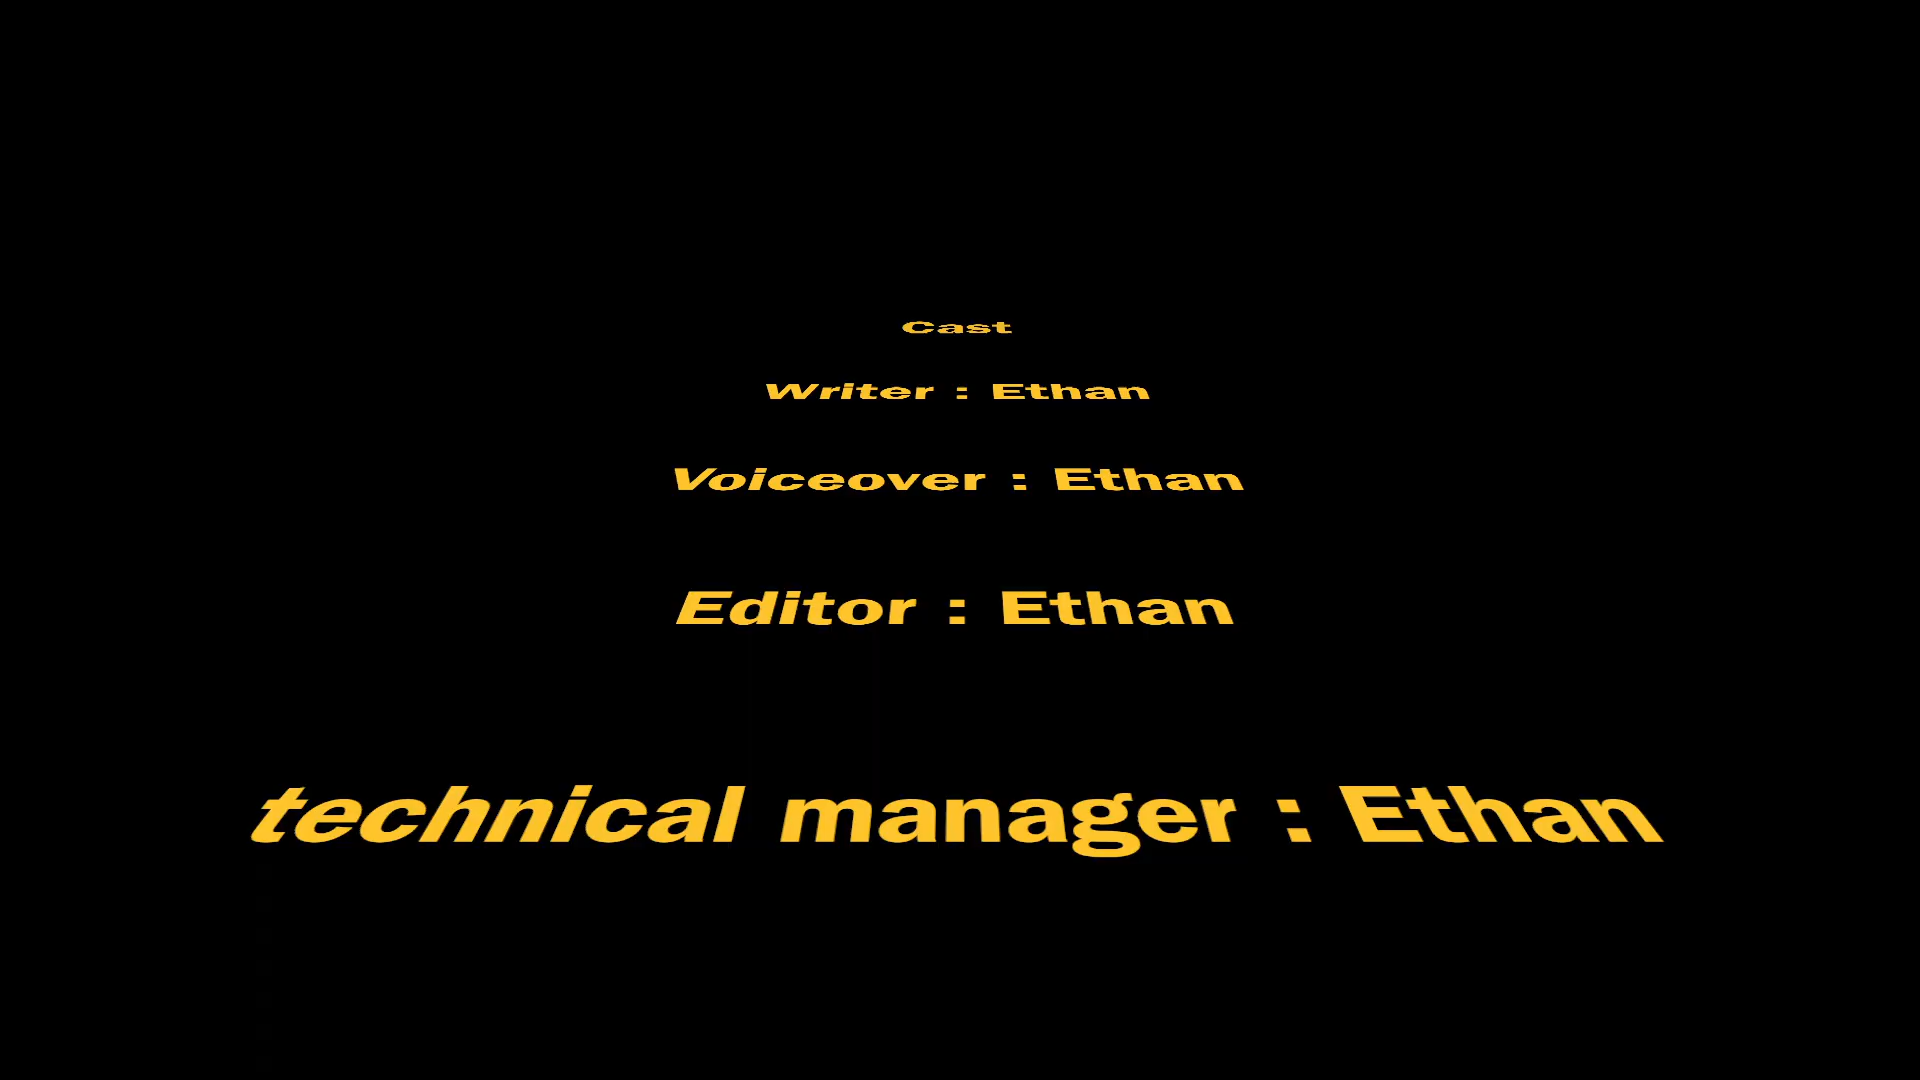 Cast
Writer : Ethan
Voiceover : Ethan
Editor : Ethan
technical manager : Ethan